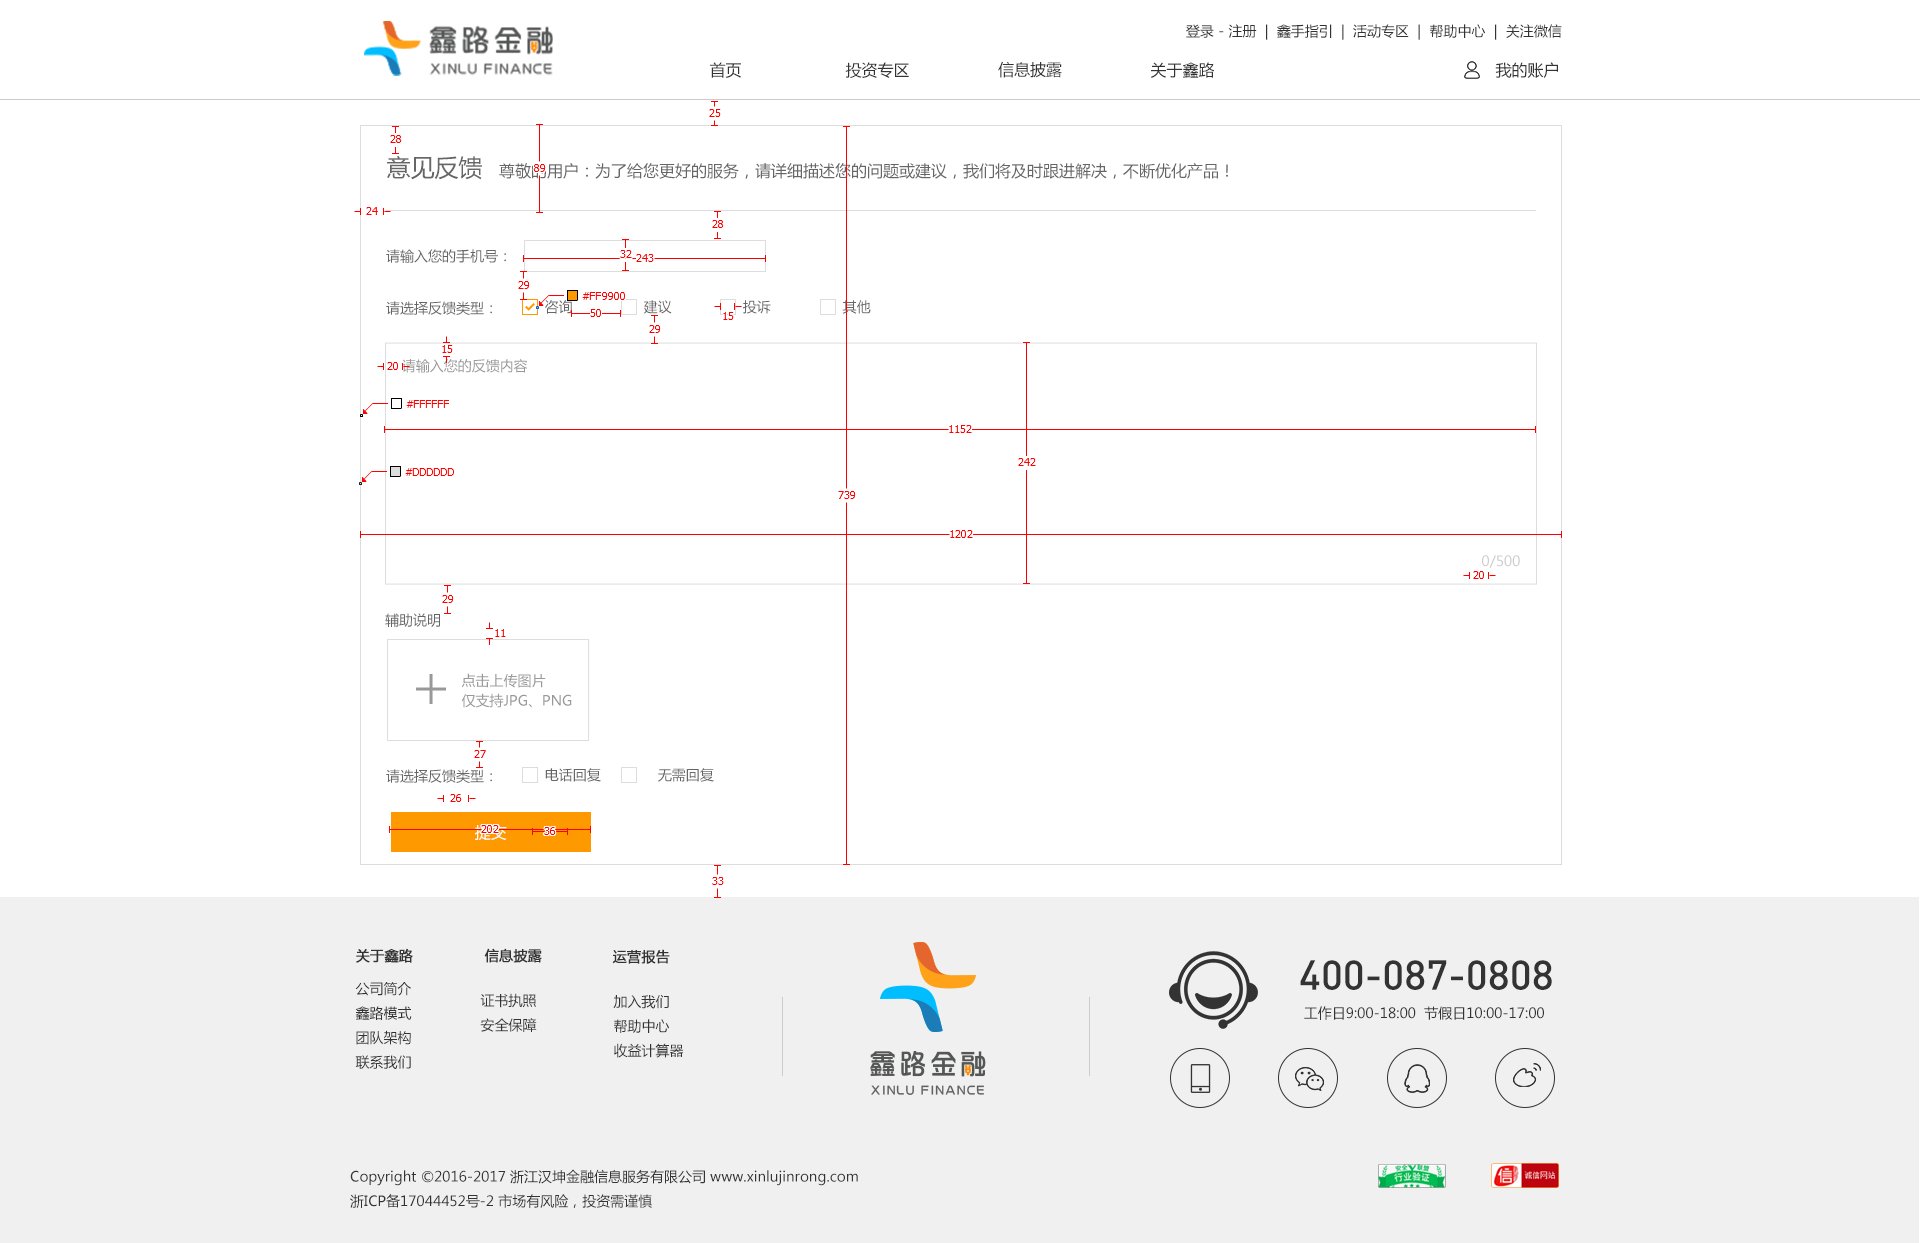 鑫路金融
XINLU FINANCE
登录 - 注册 | 鑫手指引 | 活动专区 | 帮助中心 | 关注微信
首页 投资专区 信息披露 关于鑫路 我的账户
25
28
89
意见反馈 尊敬的用户：为了给您更好的服务，请详细描述您的问题或建议，我们将及时跟进解决，不断优化产品！
24
28
请输入您的手机号：
32
243
29
#FF9900
请选择反馈类型： 咨询 建议 投诉 其他
50
15
29
15
20
请输入您的反馈内容
#FFFFFF
1152
242
#DDDDDD
739
1202
0/500
20
29
辅助说明
11
点击上传图片
仅支持JPG、PNG
27
请选择反馈类型： 电话回复 无需回复
26
提交
202
36
33
关于鑫路
公司简介
鑫路模式
团队架构
联系我们
信息披露
证书执照
安全保障
运营报告
加入我们
帮助中心
收益计算器
鑫路金融
XINLU FINANCE
400-087-0808
工作日9:00-18:00 节假日10:00-17:00
Copyright ©2016-2017 浙江汉坤金融信息服务有限公司 www.xinlujinrong.com
浙ICP备17044452号-2 市场有风险，投资需谨慎
安全联盟
行业验证
信
诚信网站